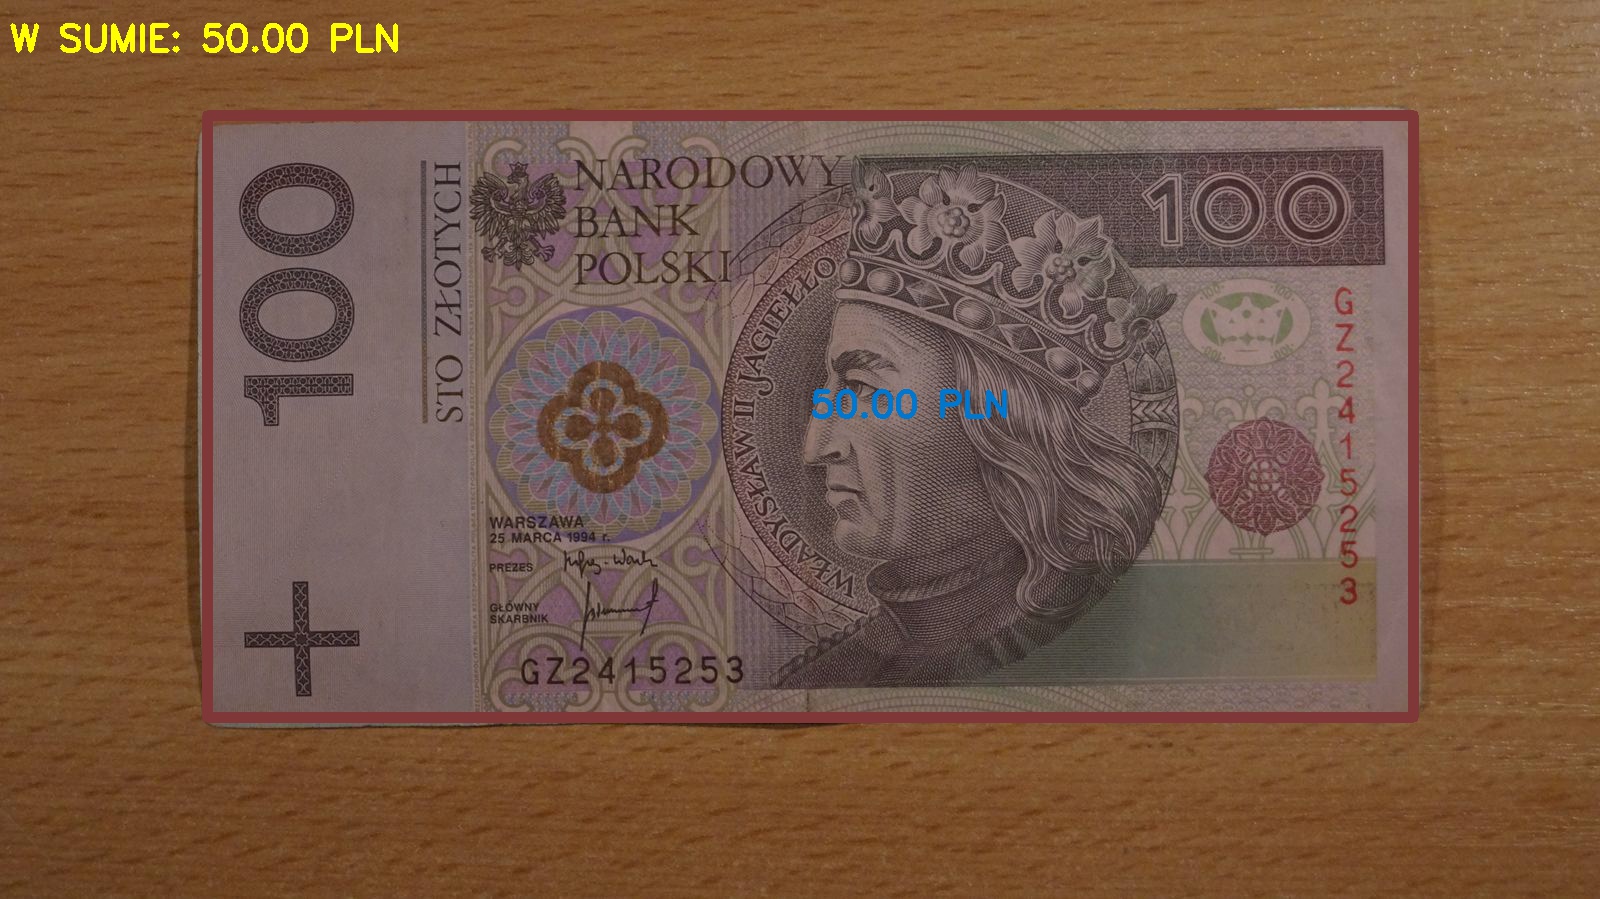 W SUMIE: 50.00 PLN
100
STO ZŁOTYCH
NARODOWY
BANK
POLSKI
100
WŁADYSŁAW II JAGIEŁŁO
50.00 PLN
GZ2415253
WARSZAWA
25 MARCA 1994 r.
PREZES
GŁÓWNY
SKARBNIK
GZ2415253